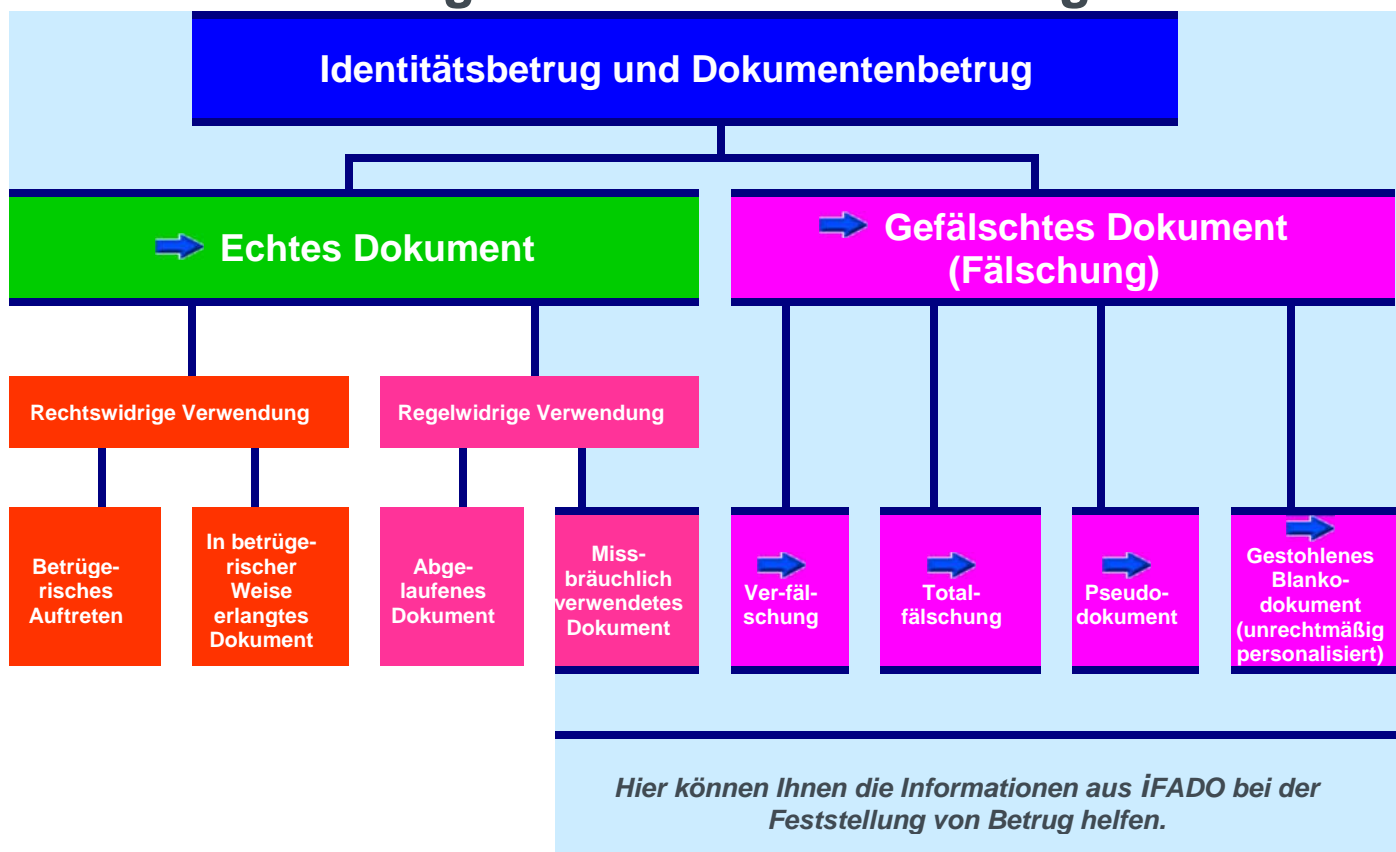 Identitätsbetrug und Dokumentenbetrug
Echtes Dokument
Gefälschtes Dokument
(Fälschung)
Rechtswidrige Verwendung
Regelwidrige Verwendung
Betrüge-
risches
Auftreten
In betrüge-
rischer
Weise
erlangtes
Dokument
Abge-
laufenes
Dokument
Miss-
bräuchlich
verwendetes
Dokument
Ver-fäl-
schung
Total-
fälschung
Pseudo-
dokument
Gestohlenes
Blanko-
dokument
(unrechtmäßig
personalisiert)
Hier können Ihnen die Informationen aus iFADO bei der
Feststellung von Betrug helfen.